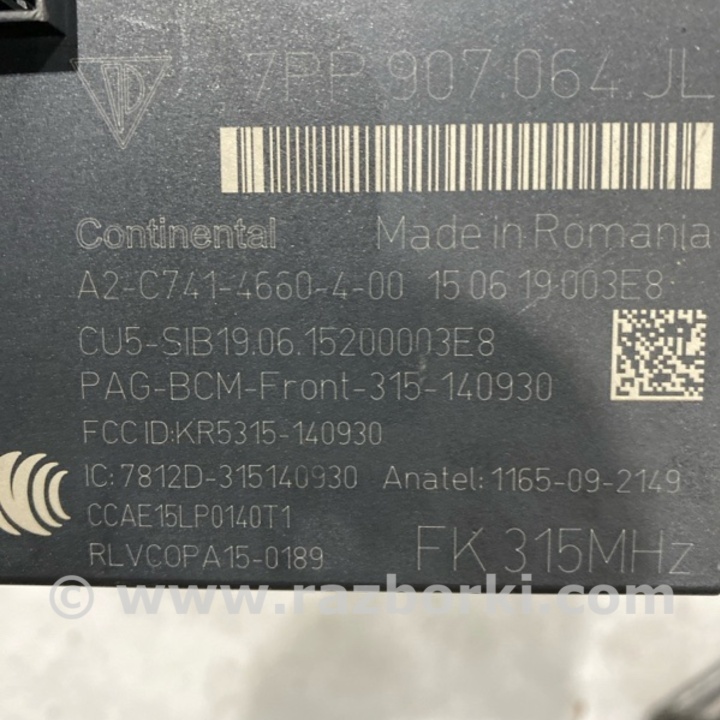 7PP 907.064 JL
Continental Made in Romania
A2-C741-4660-4-00 15 06 19 003E8
CU5-SIB19.06.15200003E8
PAG-BCM-Front-315-140930
FCC ID:KR5315-140930
IC: 7812D-315140930 Anatel: 1165-09-2149
CCAE15LP0140T1
RLVCOPA15-0189 FK 315MHz
© www.razborki.com